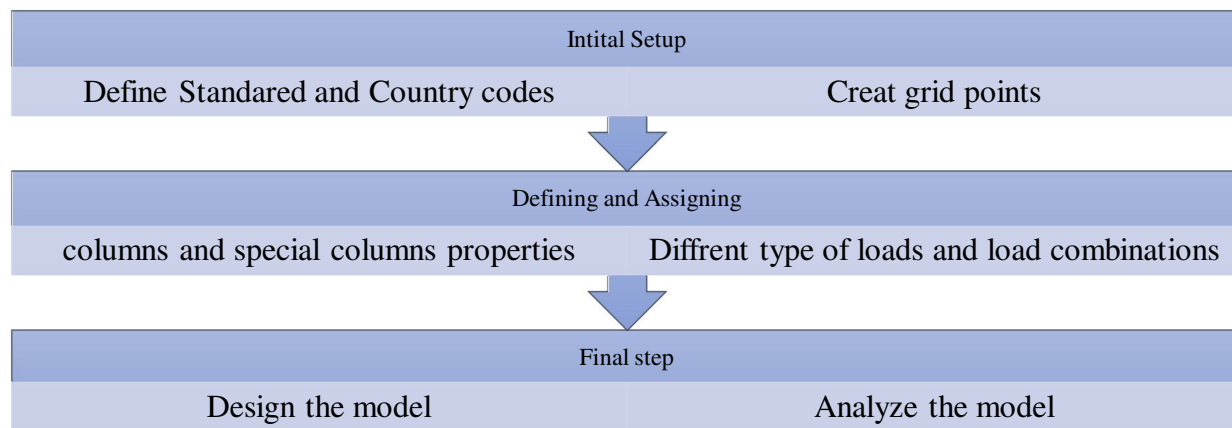 Intital Setup
Define Standared and Country codes
Creat grid points
Defining and Assigning
columns and special columns properties
Diffrent type of loads and load combinations
Final step
Design the model
Analyze the model